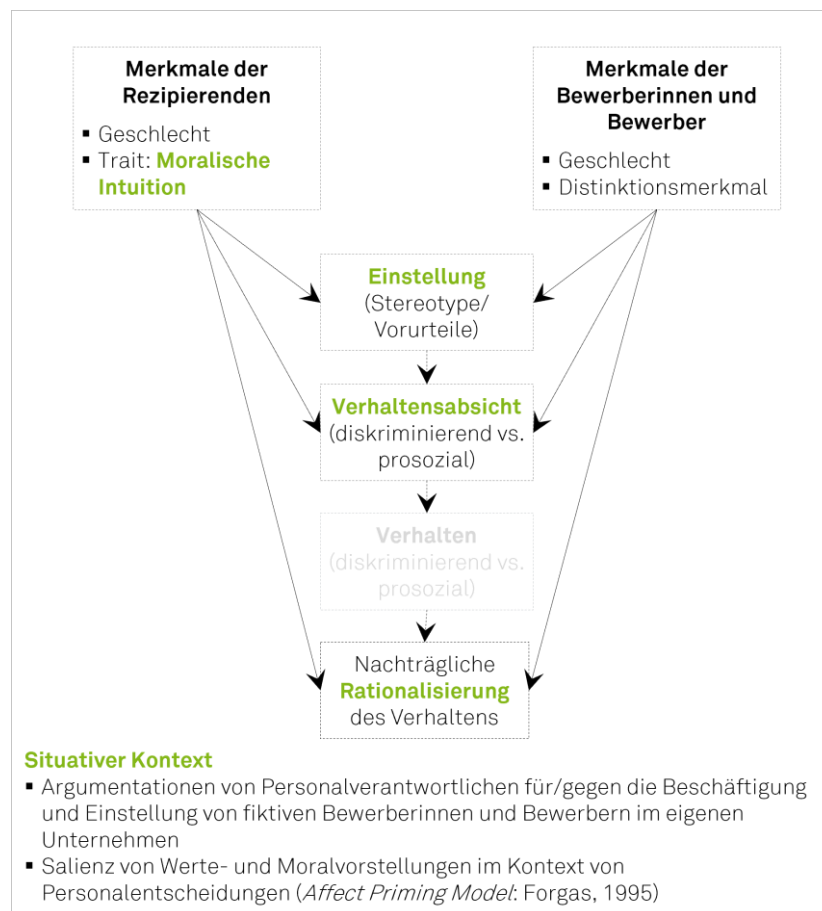 Merkmale der
Rezipierenden
▪ Geschlecht
▪ Trait: Moralische
Intuition
Merkmale der
Bewerberinnen und
Bewerber
▪ Geschlecht
▪ Distinktionsmerkmal
Einstellung
(Stereotype/
Vorurteile)
Verhaltensabsicht
(diskriminierend vs.
prosozial)
Verhalten
(diskriminierend vs.
prosozial)
Nachträgliche
Rationalisierung
des Verhaltens
Situativer Kontext
▪ Argumentationen von Personalverantwortlichen für/gegen die Beschäftigung
und Einstellung von fiktiven Bewerberinnen und Bewerbern im eigenen
Unternehmen
▪ Salienz von Werte- und Moralvorstellungen im Kontext von
Personalentscheidungen (Affect Priming Model: Forgas, 1995)